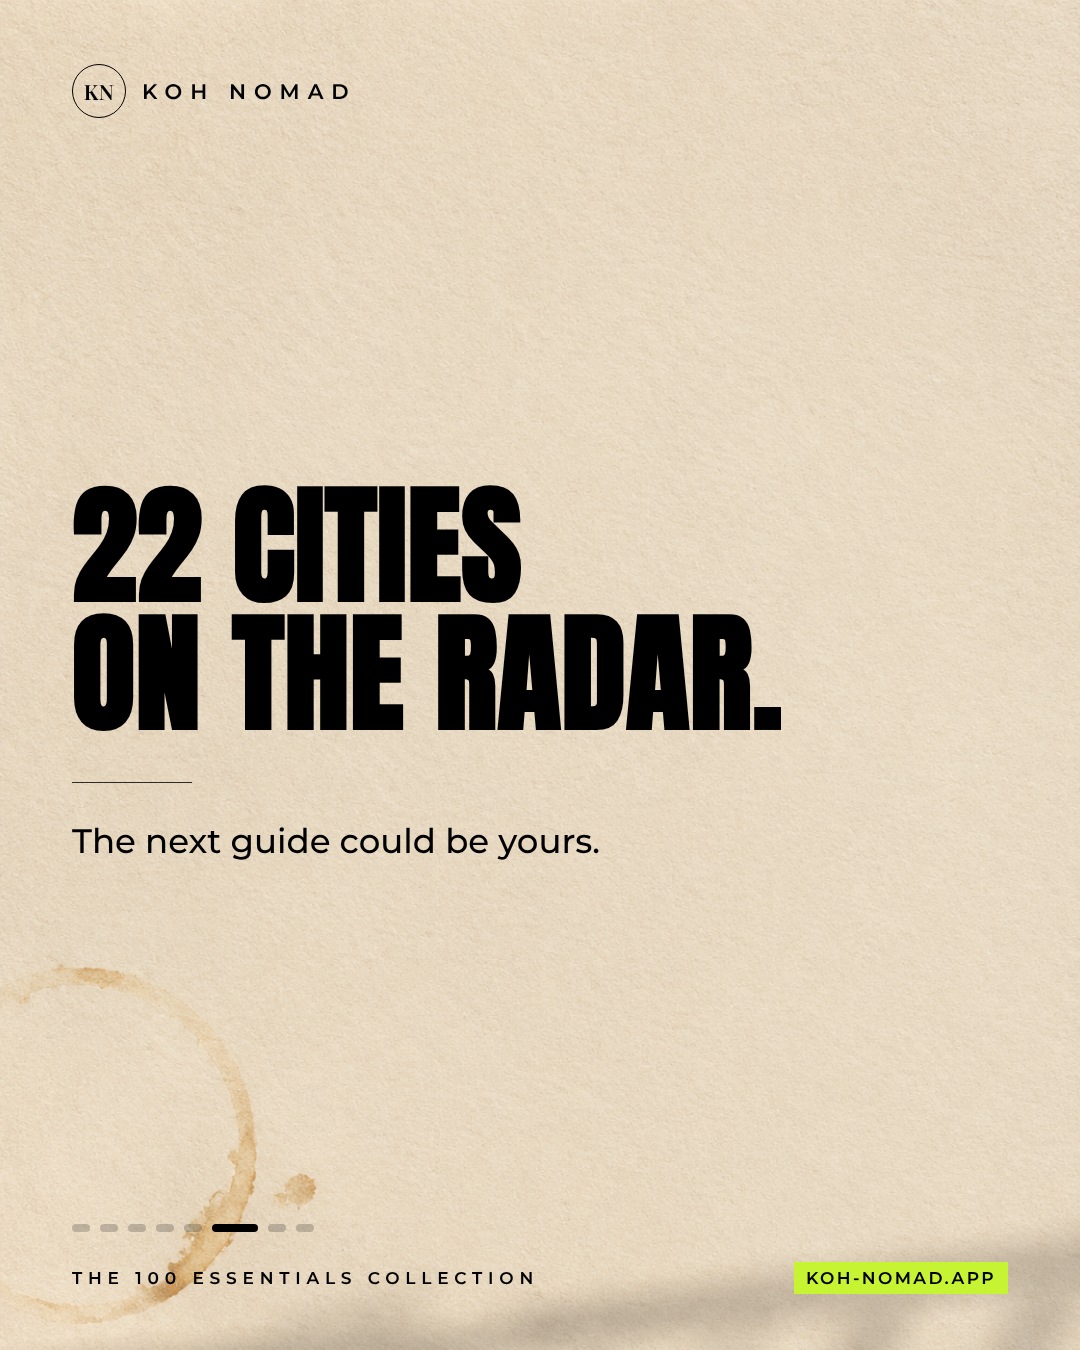 KN KOH NOMAD
22 CITIES
ON THE RADAR.
The next guide could be yours.
THE 100 ESSENTIALS COLLECTION
KOH-NOMAD.APP